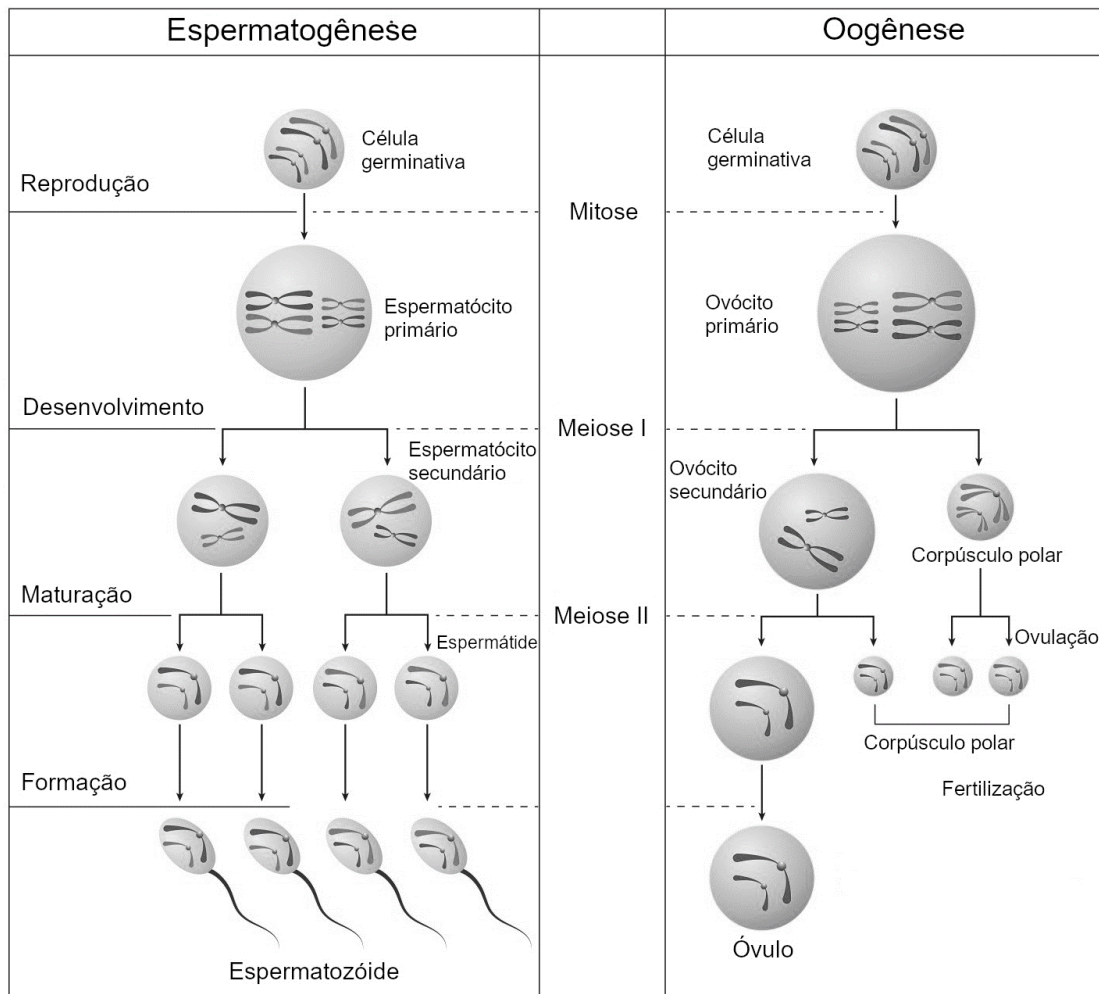 Espermatogênese
Oogênese
Célula
germinativa
Célula
germinativa
Reprodução
Mitose
Espermatócito
primário
Ovócito
primário
Desenvolvimento
Meiose I
Espermatócito
secundário
Ovócito
secundário
Corpúsculo polar
Maturação
Meiose II
Espermátide
Ovulação
Corpúsculo polar
Formação
Fertilização
Óvulo
Espermatozóide